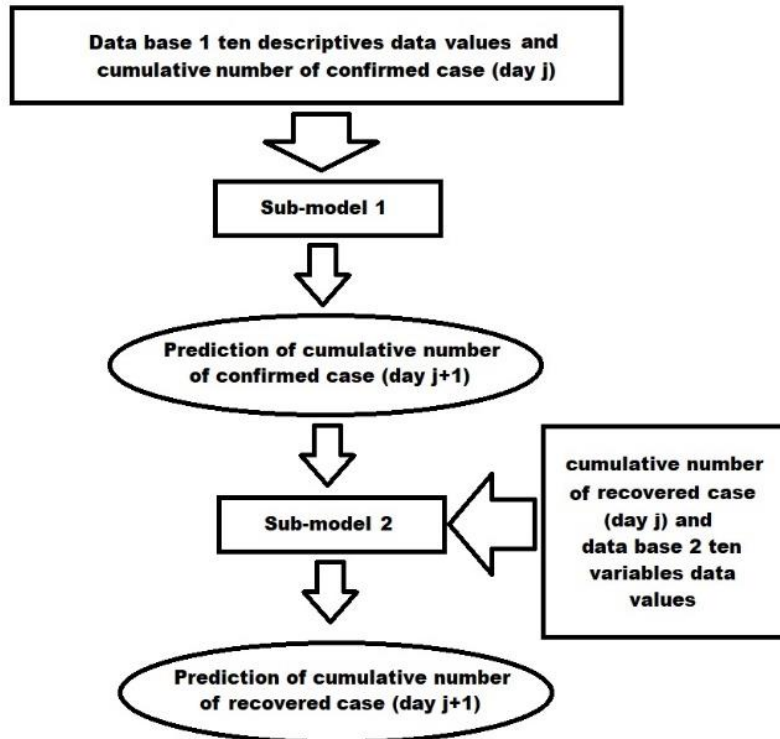 Data base 1 ten descriptives data values and
cumulative number of confirmed case (day j)
Sub-model 1
Prediction of cumulative number
of confirmed case (day j+1)
Sub-model 2
cumulative number
of recovered case
(day j) and
data base 2 ten
variables data
values
Prediction of cumulative number
of recovered case (day j+1)